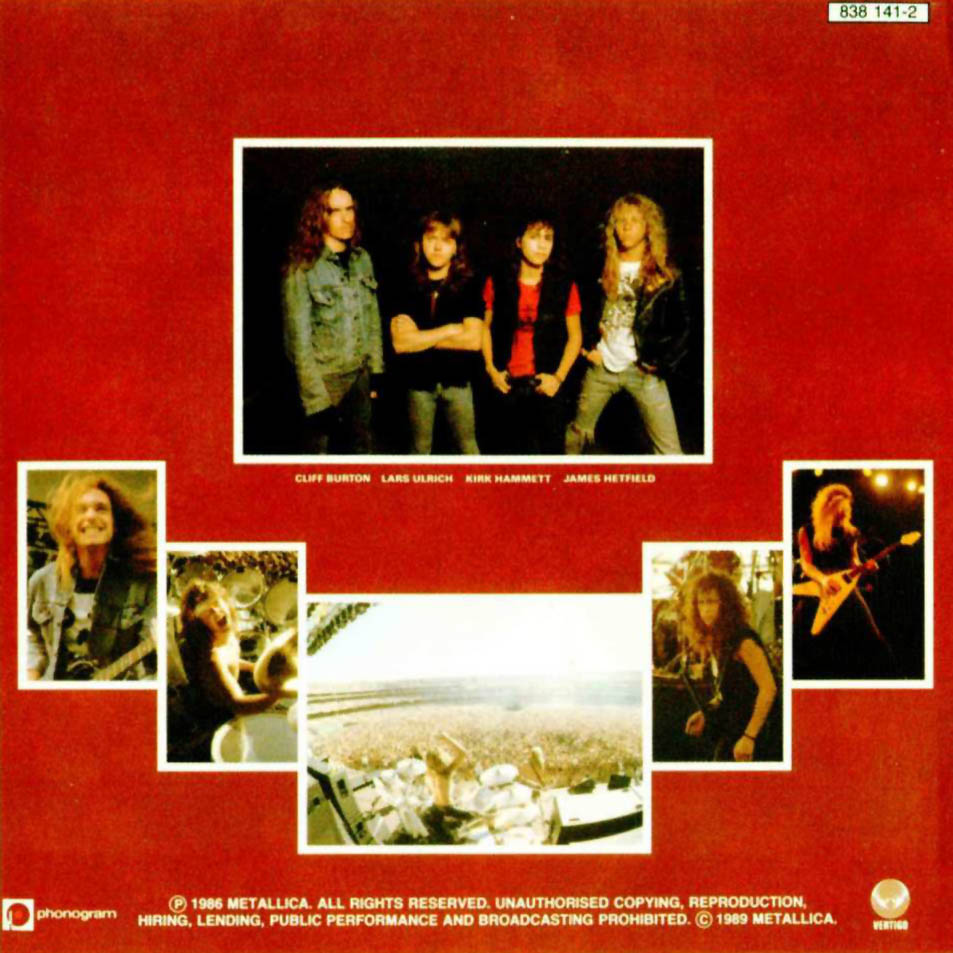 838 141-2
CLIFF BURTON LARS ULRICH KIRK HAMMETT JAMES HETFIELD
Ⓟ 1986 METALLICA. ALL RIGHTS RESERVED. UNAUTHORISED COPYING, REPRODUCTION,
phonogram
HIRING, LENDING, PUBLIC PERFORMANCE AND BROADCASTING PROHIBITED. © 1989 METALLICA.
VERTIGO